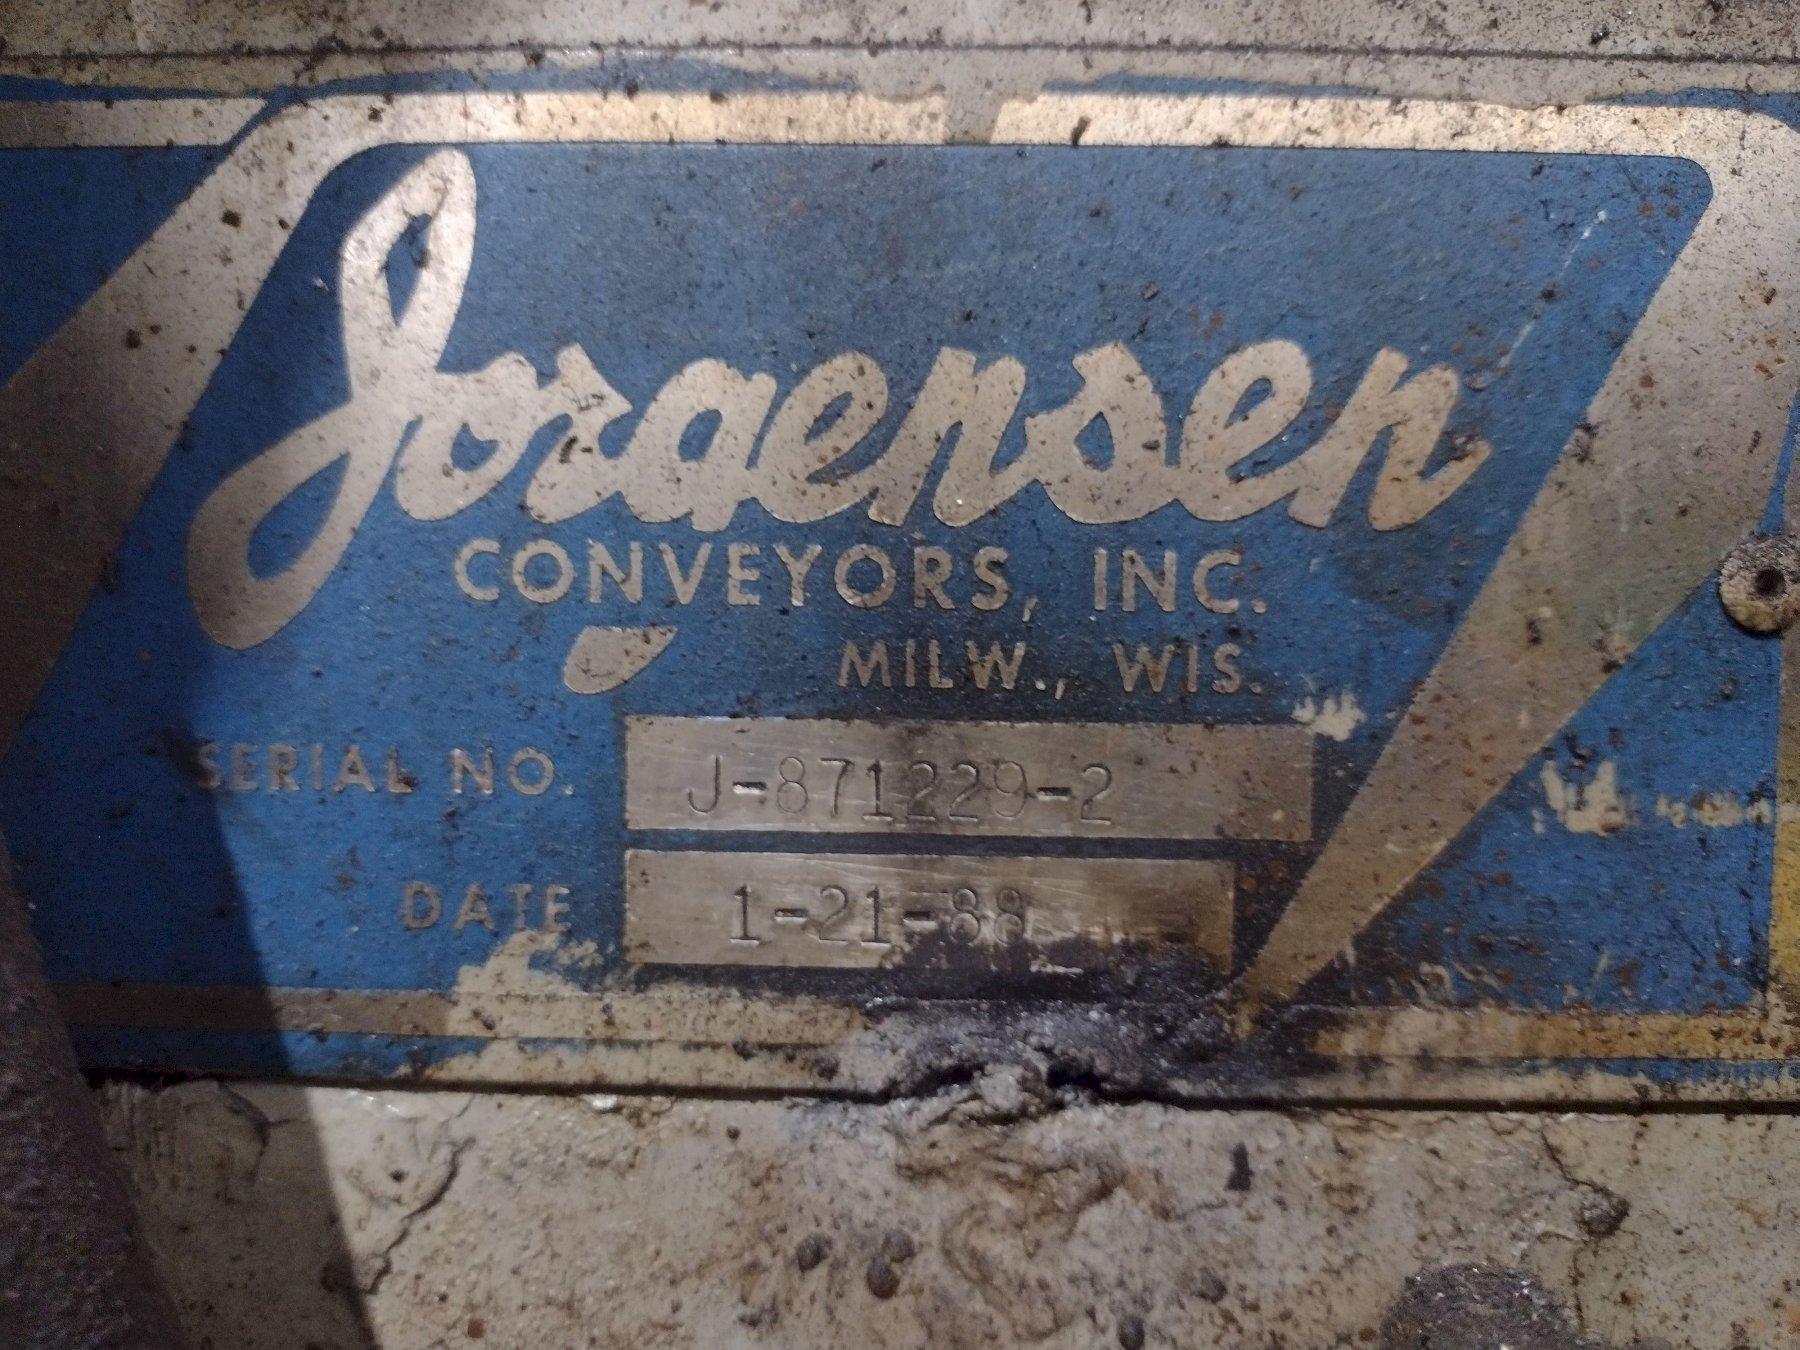 Jorgensen
CONVEYORS, INC.
MILW., WIS.
SERIAL NO. J-871229-2
DATE 1-21-88